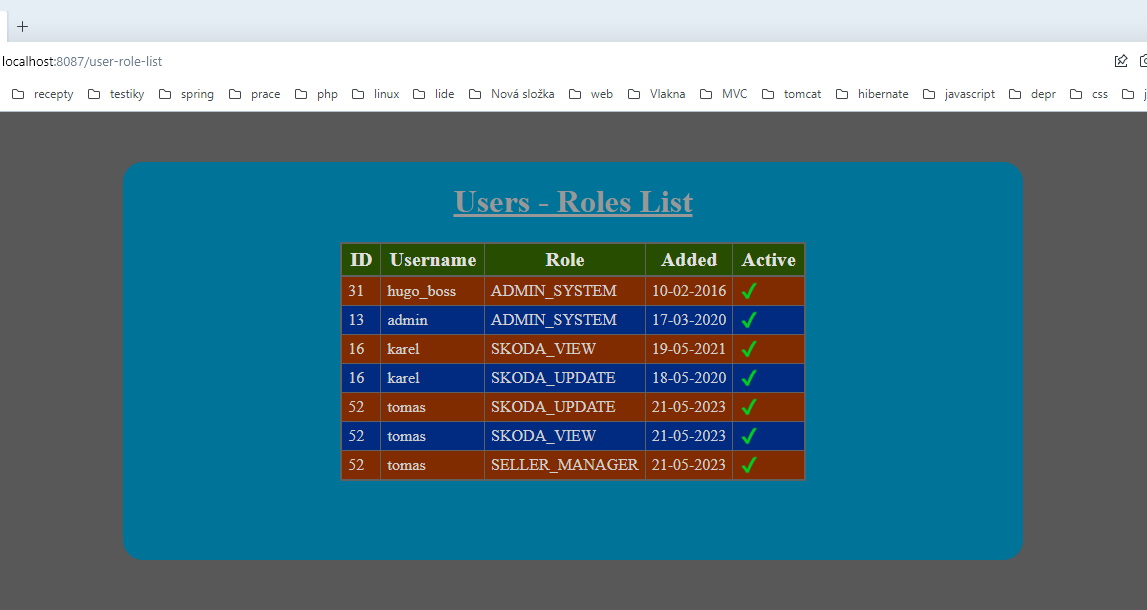 +
localhost:8087/user-role-list
recepty testiky spring prace php linux lide Nová složka web Vlakna MVC tomcat hibernate javascript depr css
Users - Roles List
ID Username Role Added Active
31 hugo_boss ADMIN_SYSTEM 10-02-2016 ✓
13 admin ADMIN_SYSTEM 17-03-2020 ✓
16 karel SKODA_VIEW 19-05-2021 ✓
16 karel SKODA_UPDATE 18-05-2020 ✓
52 tomas SKODA_UPDATE 21-05-2023 ✓
52 tomas SKODA_VIEW 21-05-2023 ✓
52 tomas SELLER_MANAGER 21-05-2023 ✓